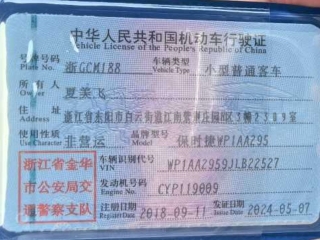 中华人民共和国机动车行驶证
Vehicle License of the People's Republic of China
号牌号码 浙GCM188 车辆类型 小型普通客车
Plate No. Vehicle Type
所有人 夏美飞
Owner
住址 浙江省东阳市白云街道江南
Address
使用性质 非营运 品牌型号 保时捷WP1AA295
Use Character
浙江省金华
市公安局交
通警察支队
车辆识别代号
VIN WP1AA2959JLB22527
发动机号码 CYP119009
Engine No.
注册日期 2018-09-11 发证日期 2024-05-07
Register Date Issue Date